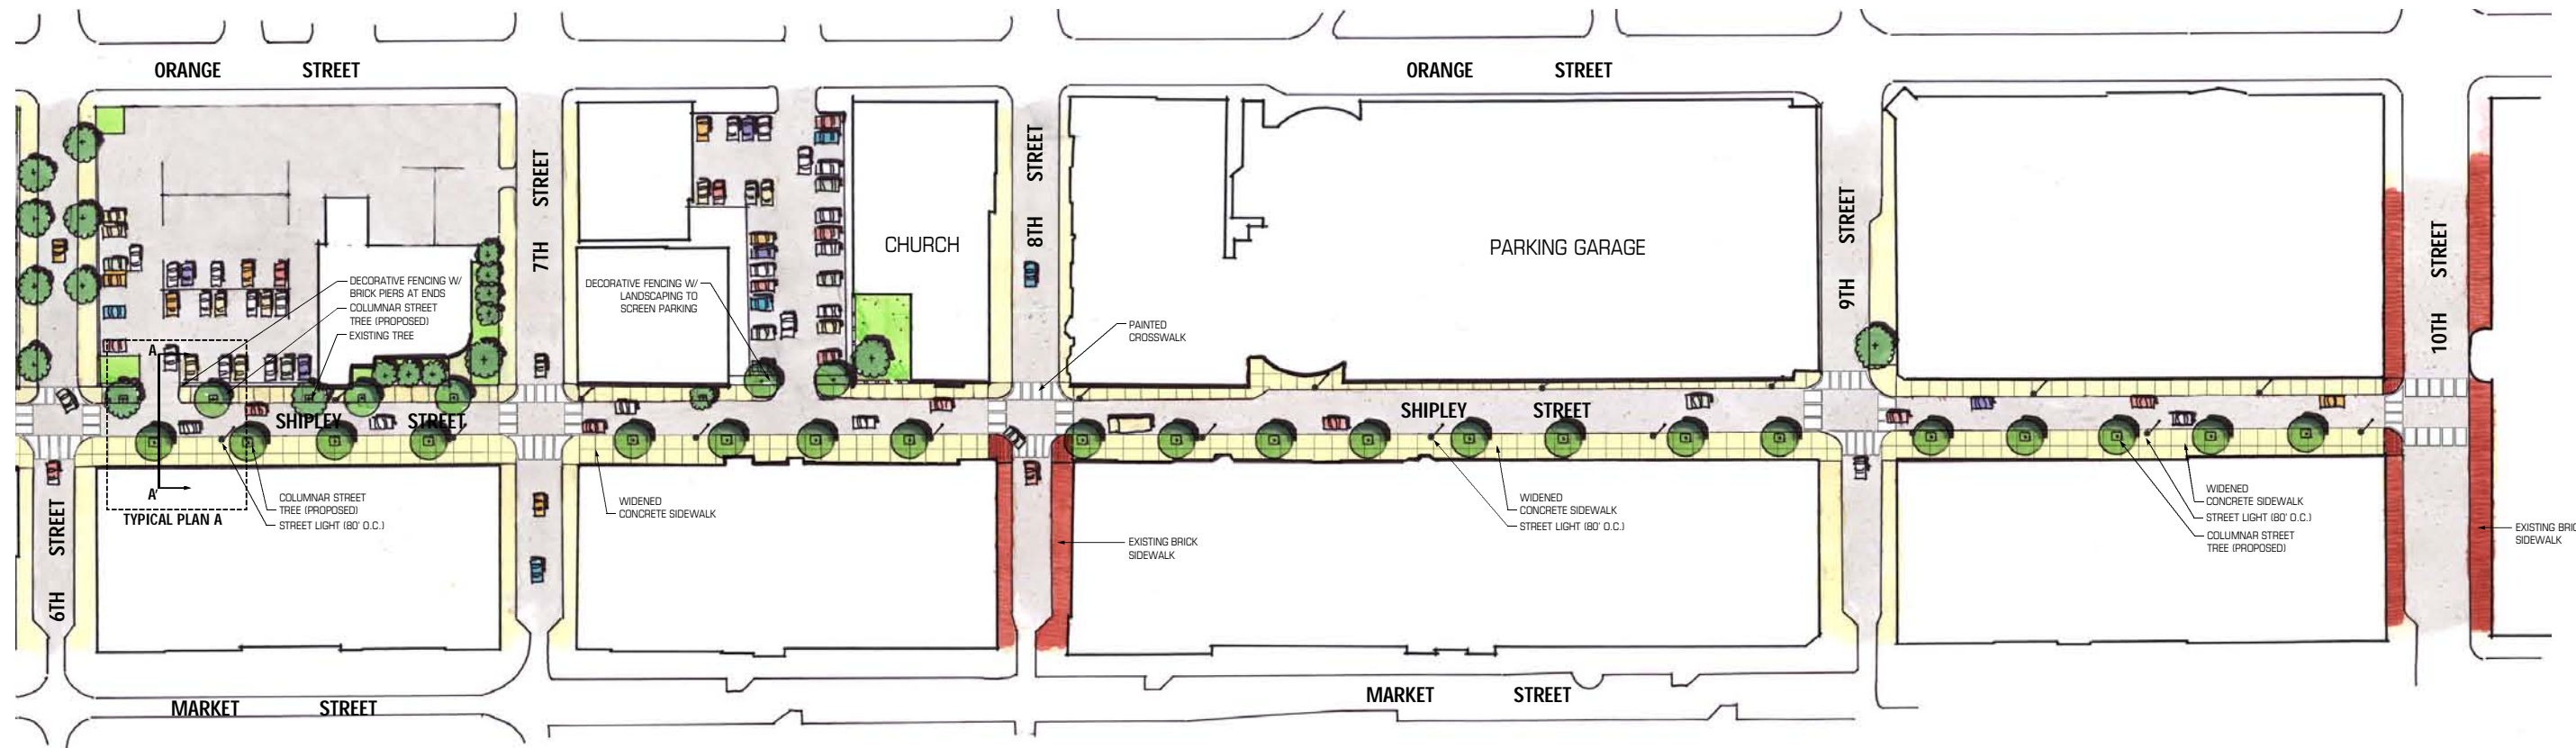 ORANGE STREET
ORANGE STREET
7TH STREET
8TH STREET
9TH STREET
10TH STREET
6TH STREET
CHURCH
PARKING GARAGE
DECORATIVE FENCING W/
BRICK PIERS AT ENDS
COLUMNAR STREET
TREE (PROPOSED)
EXISTING TREE
DECORATIVE FENCING W/
LANDSCAPING TO
SCREEN PARKING
PAINTED
CROSSWALK
A
SHIPLEY STREET
SHIPLEY STREET
A'
TYPICAL PLAN A
COLUMNAR STREET
TREE (PROPOSED)
STREET LIGHT (80' O.C.)
WIDENED
CONCRETE SIDEWALK
EXISTING BRICK
SIDEWALK
WIDENED
CONCRETE SIDEWALK
STREET LIGHT (80' O.C.)
WIDENED
CONCRETE SIDEWALK
STREET LIGHT (80' O.C.)
COLUMNAR STREET
TREE (PROPOSED)
EXISTING BRIC
SIDEWALK
MARKET STREET
MARKET STREET